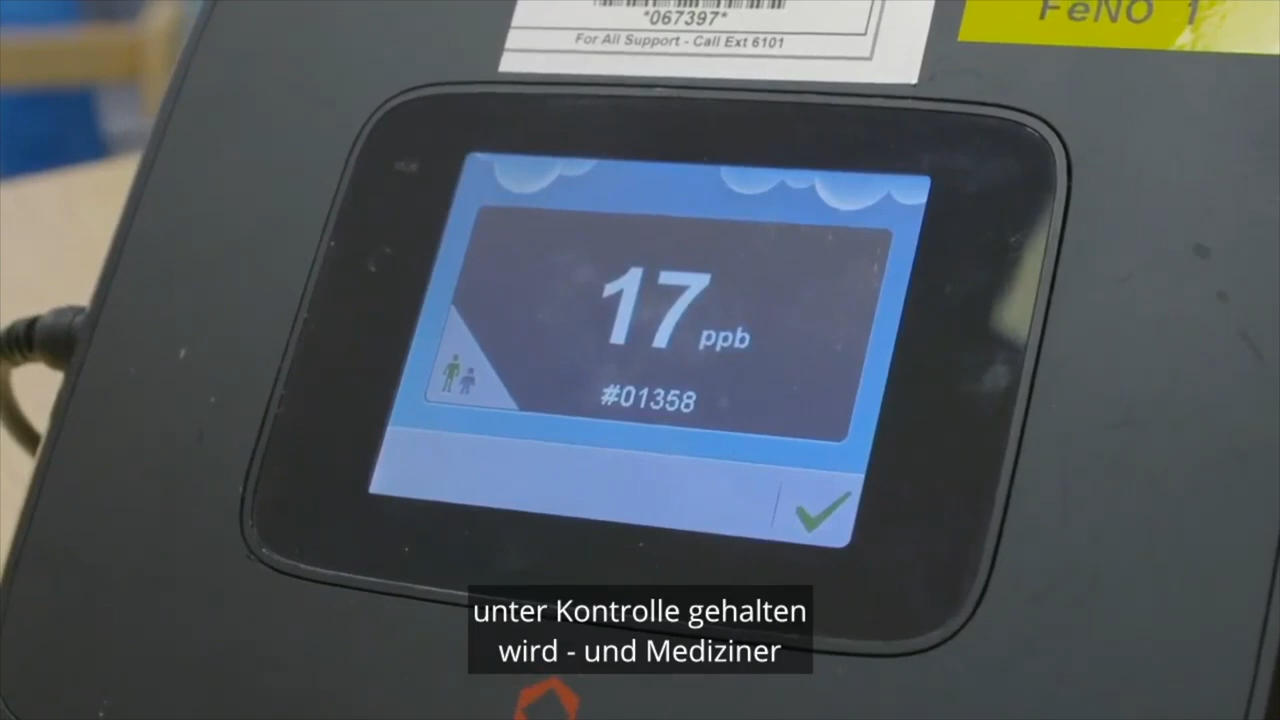 *067397*
For All Support - Call Ext 6101
FeNO 1
17 ppb
#01358
unter Kontrolle gehalten
wird - und Mediziner